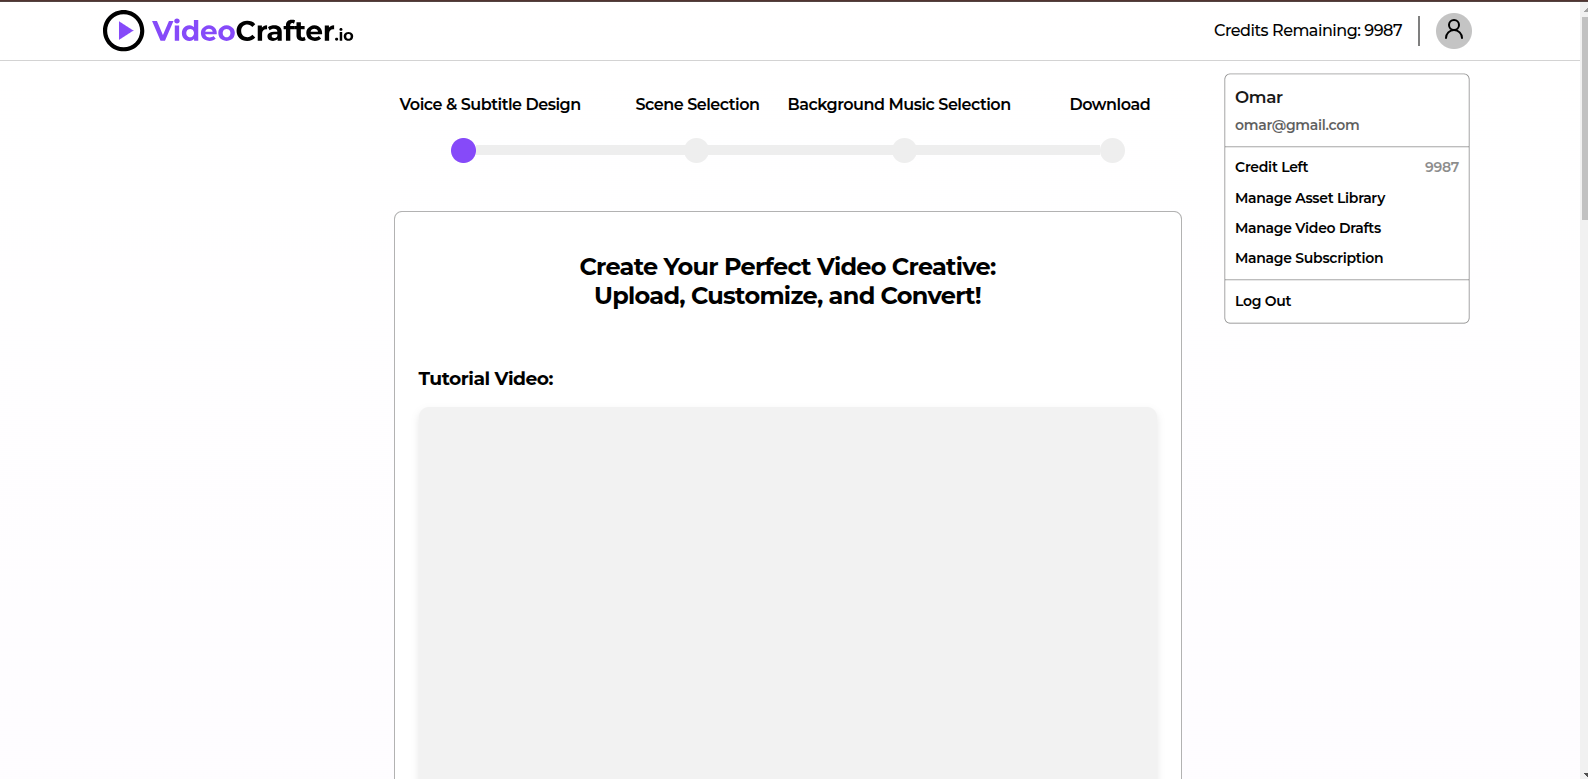 VideoCrafter.io
Credits Remaining: 9987
Voice & Subtitle Design
Scene Selection
Background Music Selection
Download
Omar
omar@gmail.com
Credit Left 9987
Manage Asset Library
Manage Video Drafts
Manage Subscription
Log Out
Create Your Perfect Video Creative:
Upload, Customize, and Convert!
Tutorial Video: